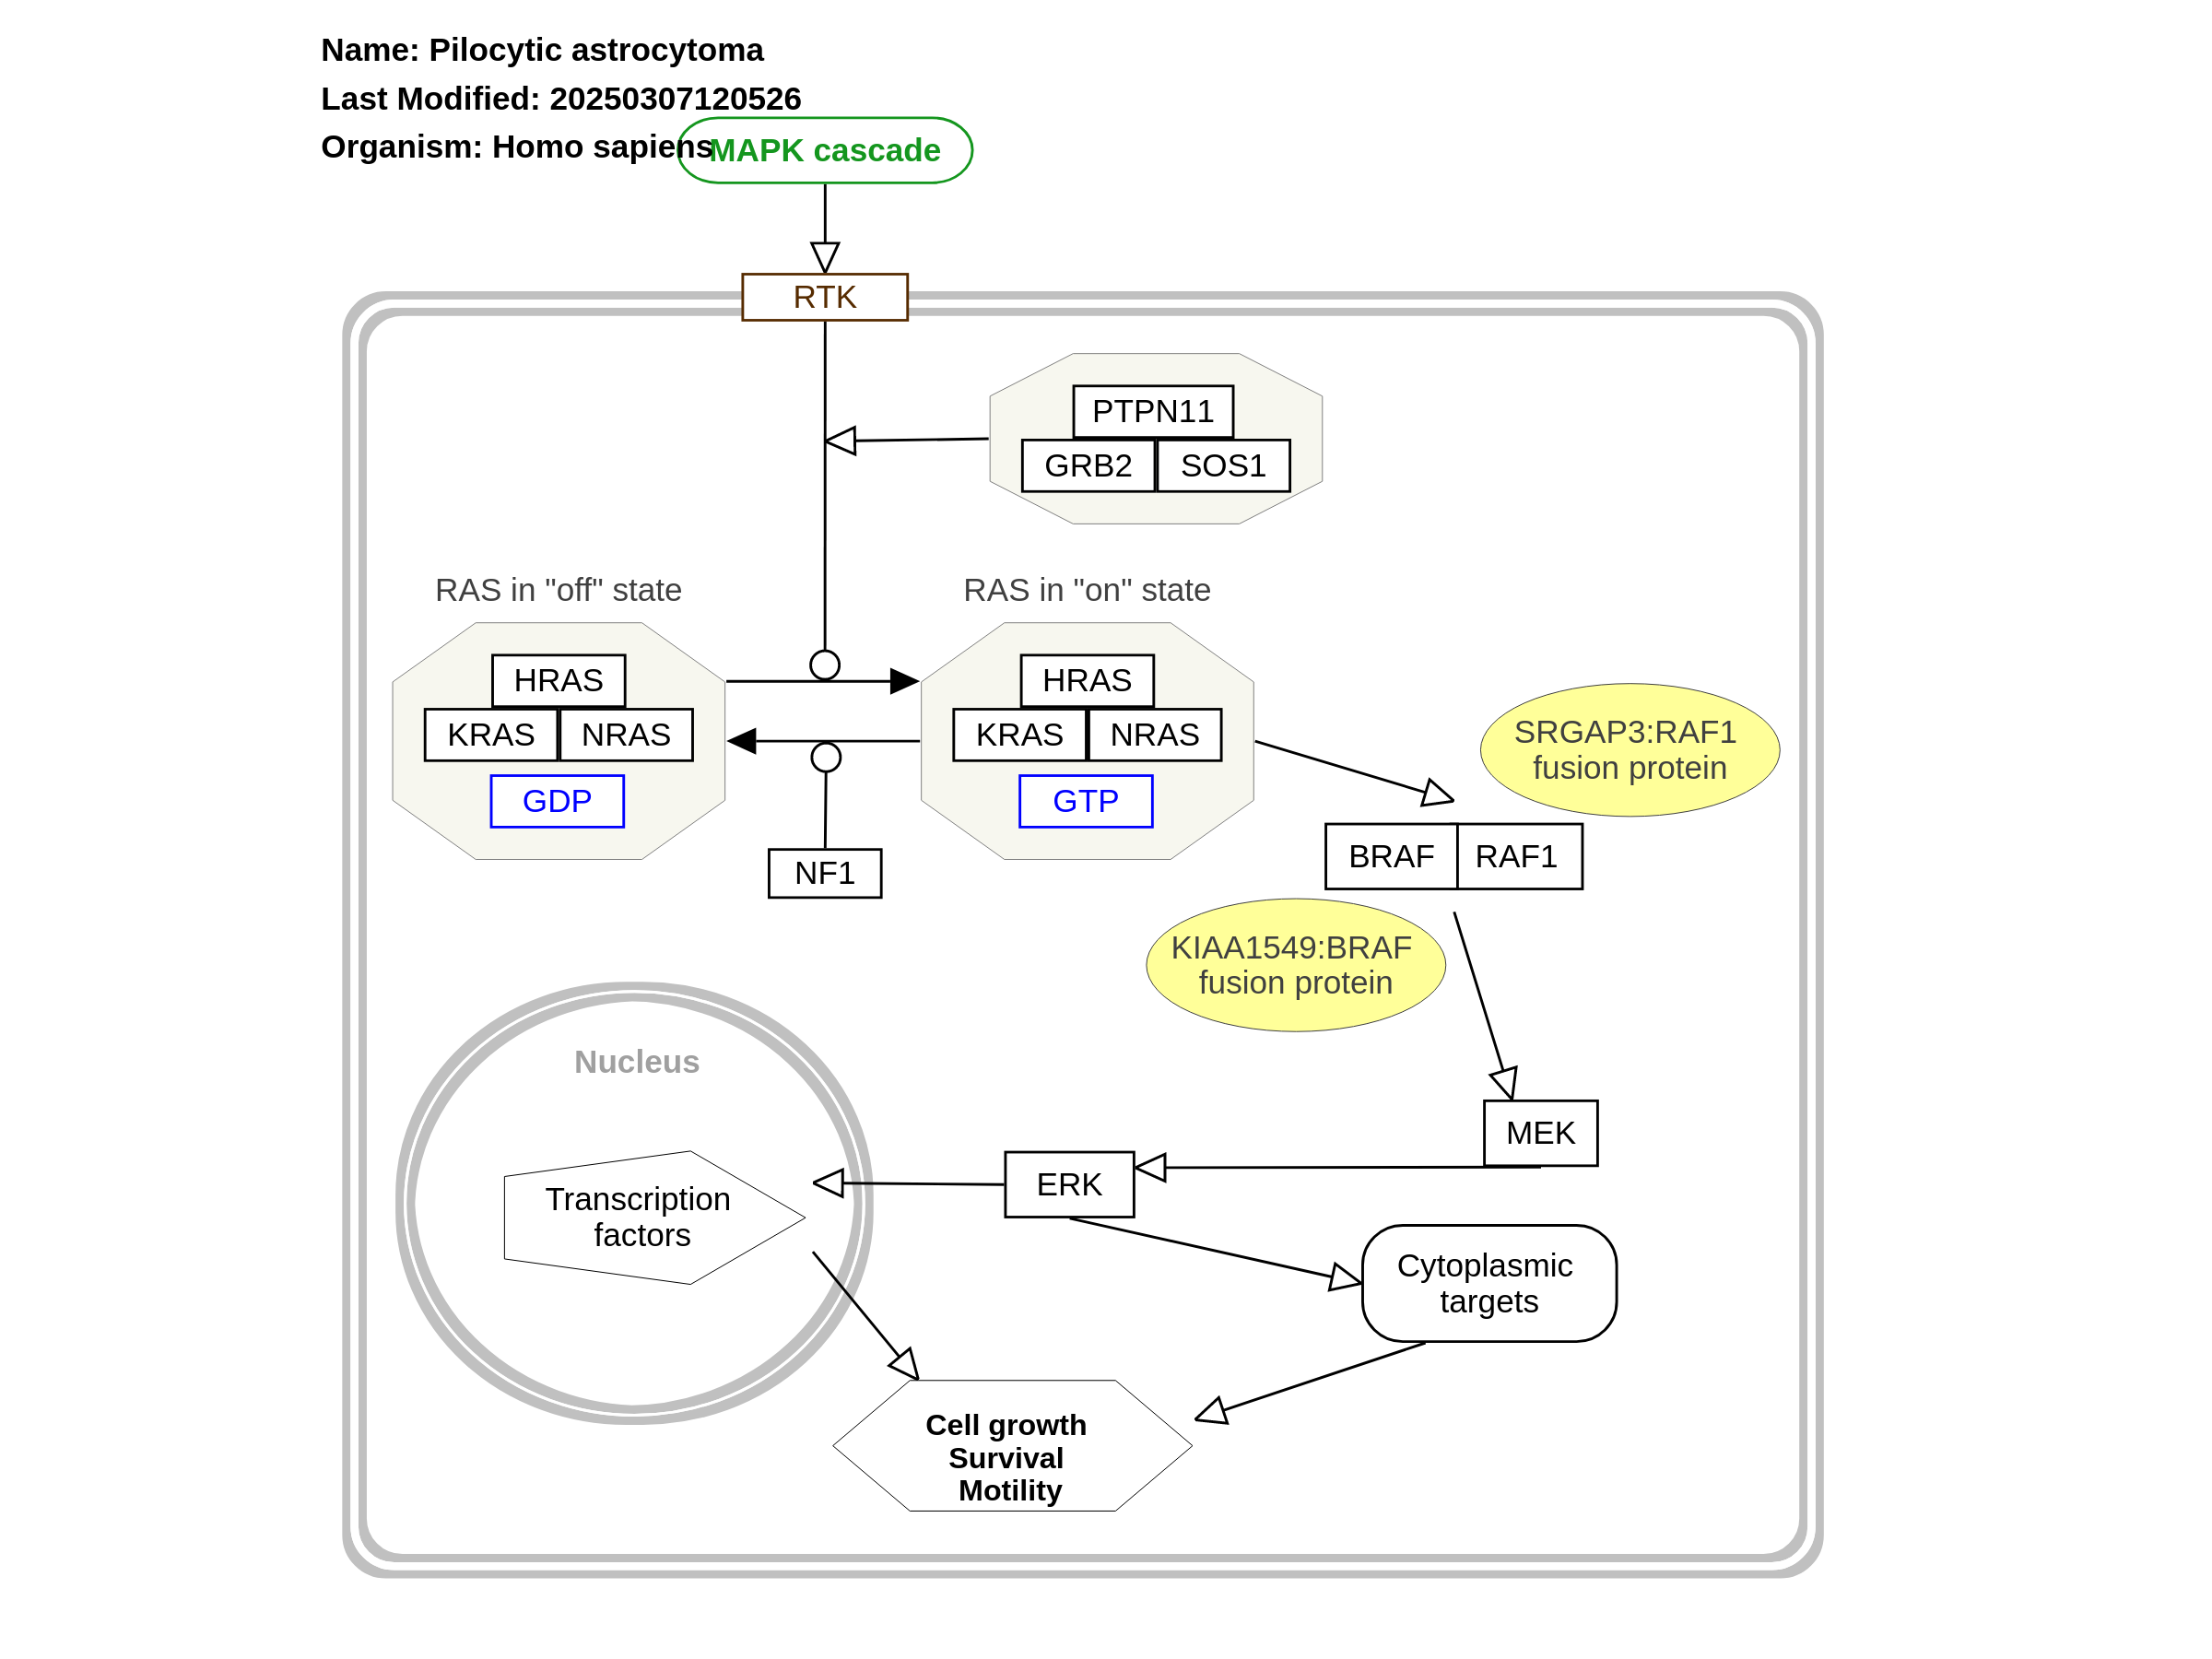 Name: Pilocytic astrocytoma
Last Modified: 20250307120526
Organism: Homo sapiens
MAPK cascade
RTK
PTPN11
GRB2
SOS1
RAS in "off" state
RAS in "on" state
HRAS
KRAS
NRAS
GDP
HRAS
KRAS
NRAS
GTP
NF1
SRGAP3:RAF1
fusion protein
BRAF
RAF1
KIAA1549:BRAF
fusion protein
Nucleus
MEK
ERK
Transcription
factors
Cytoplasmic
targets
Cell growth
Survival
Motility